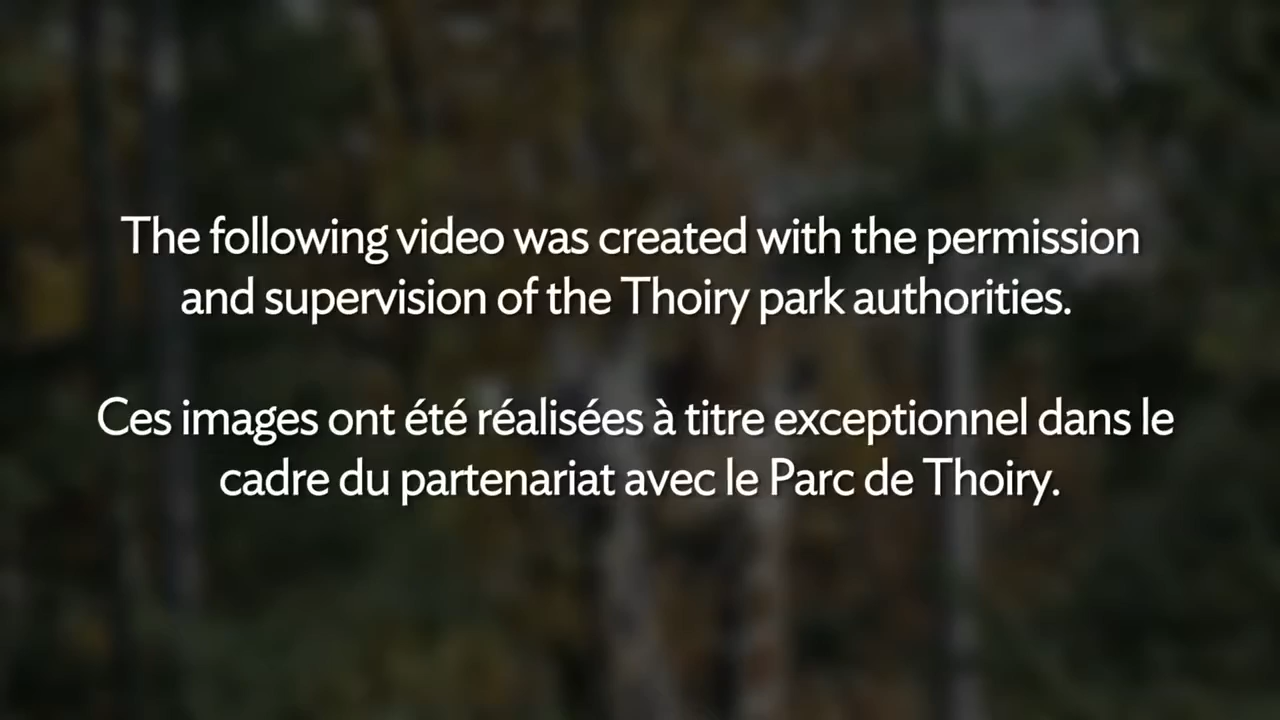 The following video was created with the permission
and supervision of the Thoiry park authorities.
Ces images ont été réalisées à titre exceptionnel dans le
cadre du partenariat avec le Parc de Thoiry.